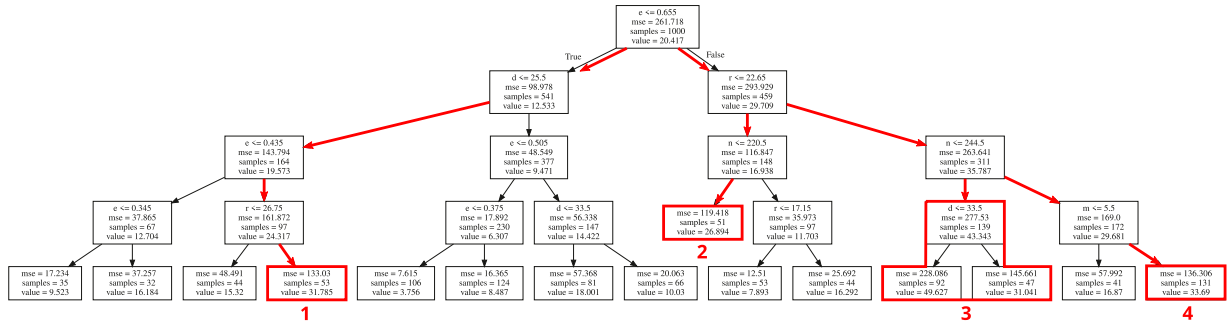 e <= 0.655
mse = 261.718
samples = 1000
value = 20.417
True
False
d <= 25.5
mse = 98.978
samples = 541
value = 12.533
r <= 22.65
mse = 293.929
samples = 459
value = 29.709
e <= 0.435
mse = 143.794
samples = 164
value = 19.573
e <= 0.505
mse = 48.549
samples = 377
value = 9.471
n <= 220.5
mse = 116.847
samples = 148
value = 16.938
n <= 244.5
mse = 263.641
samples = 311
value = 35.787
e <= 0.345
mse = 37.865
samples = 67
value = 12.704
r <= 26.75
mse = 161.872
samples = 97
value = 24.317
e <= 0.375
mse = 17.892
samples = 230
value = 6.307
d <= 33.5
mse = 56.338
samples = 147
value = 14.422
mse = 119.418
samples = 51
value = 26.894
2
r <= 17.15
mse = 35.973
samples = 97
value = 11.703
d <= 33.5
mse = 277.53
samples = 139
value = 43.343
m <= 5.5
mse = 169.0
samples = 172
value = 29.681
mse = 17.234
samples = 35
value = 9.523
mse = 37.257
samples = 32
value = 16.184
mse = 48.491
samples = 44
value = 15.32
mse = 133.03
samples = 53
value = 31.785
mse = 7.615
samples = 106
value = 3.756
mse = 16.365
samples = 124
value = 8.487
mse = 57.368
samples = 81
value = 18.001
mse = 20.063
samples = 66
value = 10.03
mse = 12.51
samples = 53
value = 7.893
mse = 25.692
samples = 44
value = 16.292
mse = 228.086
samples = 92
value = 49.627
mse = 145.661
samples = 47
value = 31.041
mse = 57.992
samples = 41
value = 16.87
mse = 136.306
samples = 131
value = 33.69
1
3
4